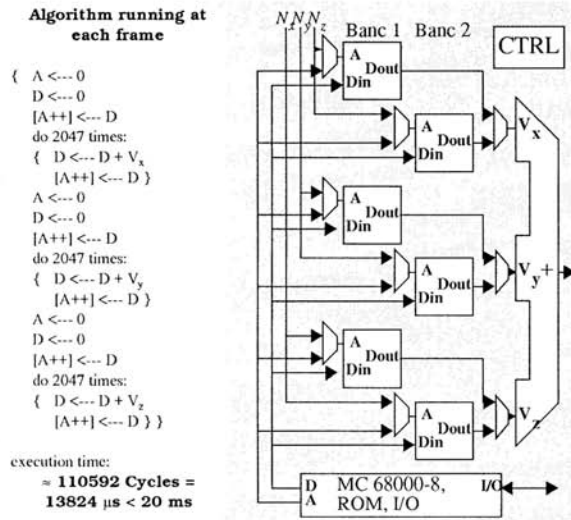 Algorithm running at
each frame
{ A <--- 0
D <--- 0
[A++] <--- D
do 2047 times:
{ D <--- D + Vx
[A++] <--- D }
A <--- 0
D <--- 0
[A++] <--- D
do 2047 times:
{ D <--- D + Vy
[A++] <--- D }
A <--- 0
D <--- 0
[A++] <--- D
do 2047 times:
{ D <--- D + Vz
[A++] <--- D } }
execution time:
≈ 110592 Cycles =
13824 µs < 20 ms
Nx Ny Nz
Banc 1 Banc 2
CTRL
A
Dout
Din
A
Dout
Din
Vx
A
Dout
Din
A
Dout
Din
Vy +
A
Dout
Din
A
Dout
Din
Vz
D MC 68000-8, I/O
A ROM, I/O